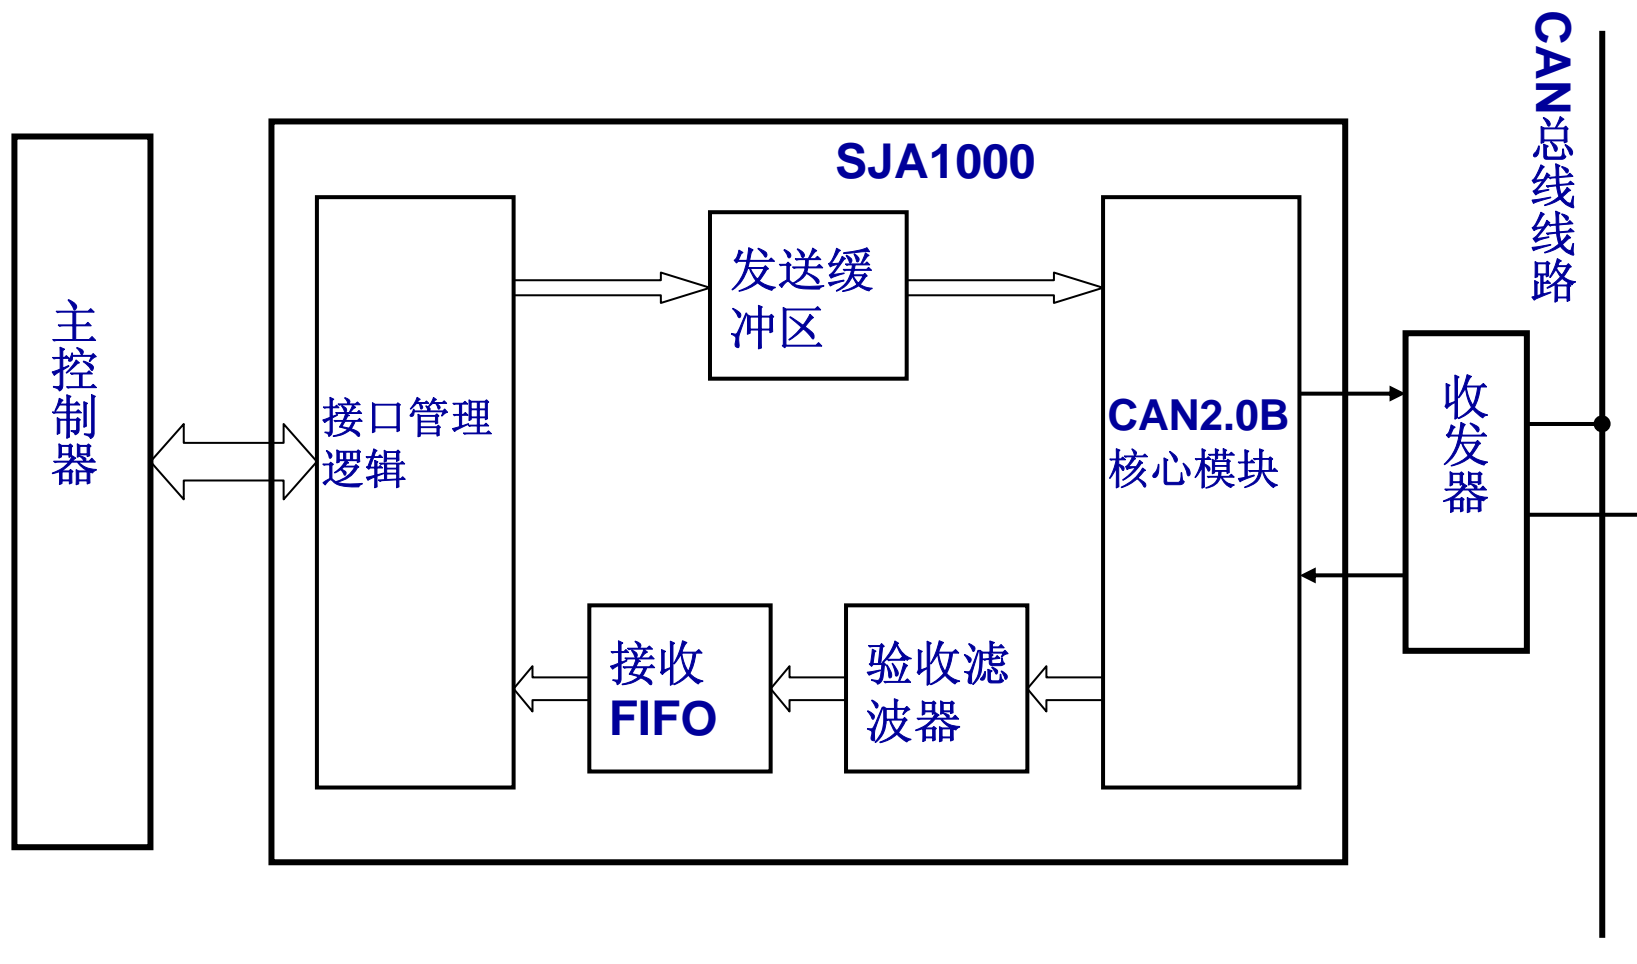 SJA1000
主控制器
接口管理
逻辑
发送缓
冲区
接收
FIFO
验收滤
波器
CAN2.0B
核心模块
收发器
CAN总线线路